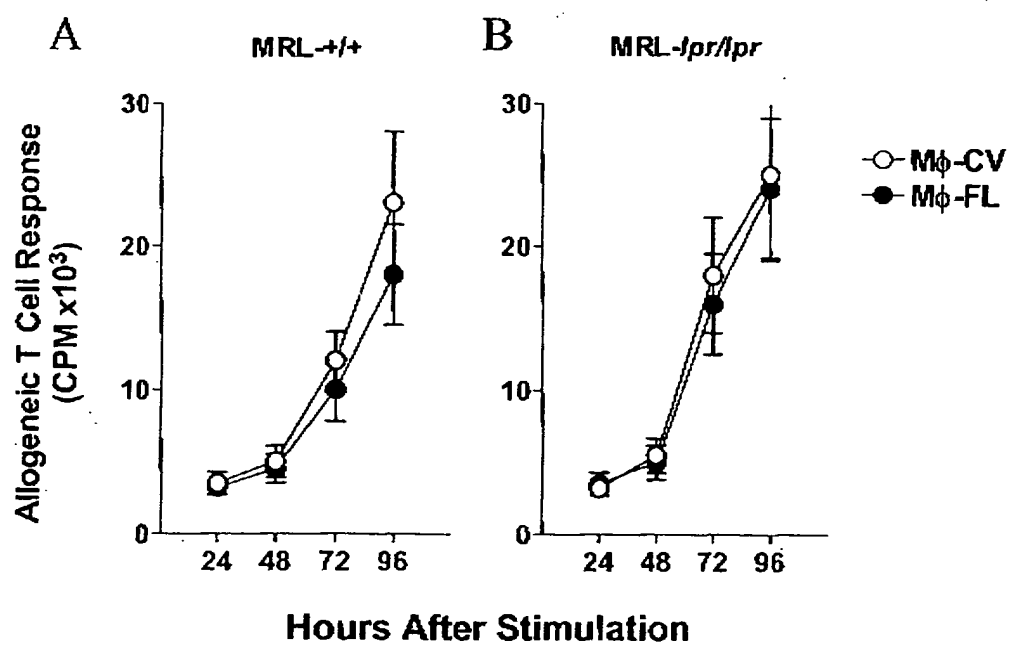 A
MRL-+/+
B
MRL-lpr/lpr
Allogeneic T Cell Response
(CPM x10³)
30
20
10
0
24 48 72 96
30
20
10
0
24 48 72 96
Mϕ-CV
Mϕ-FL
Hours After Stimulation